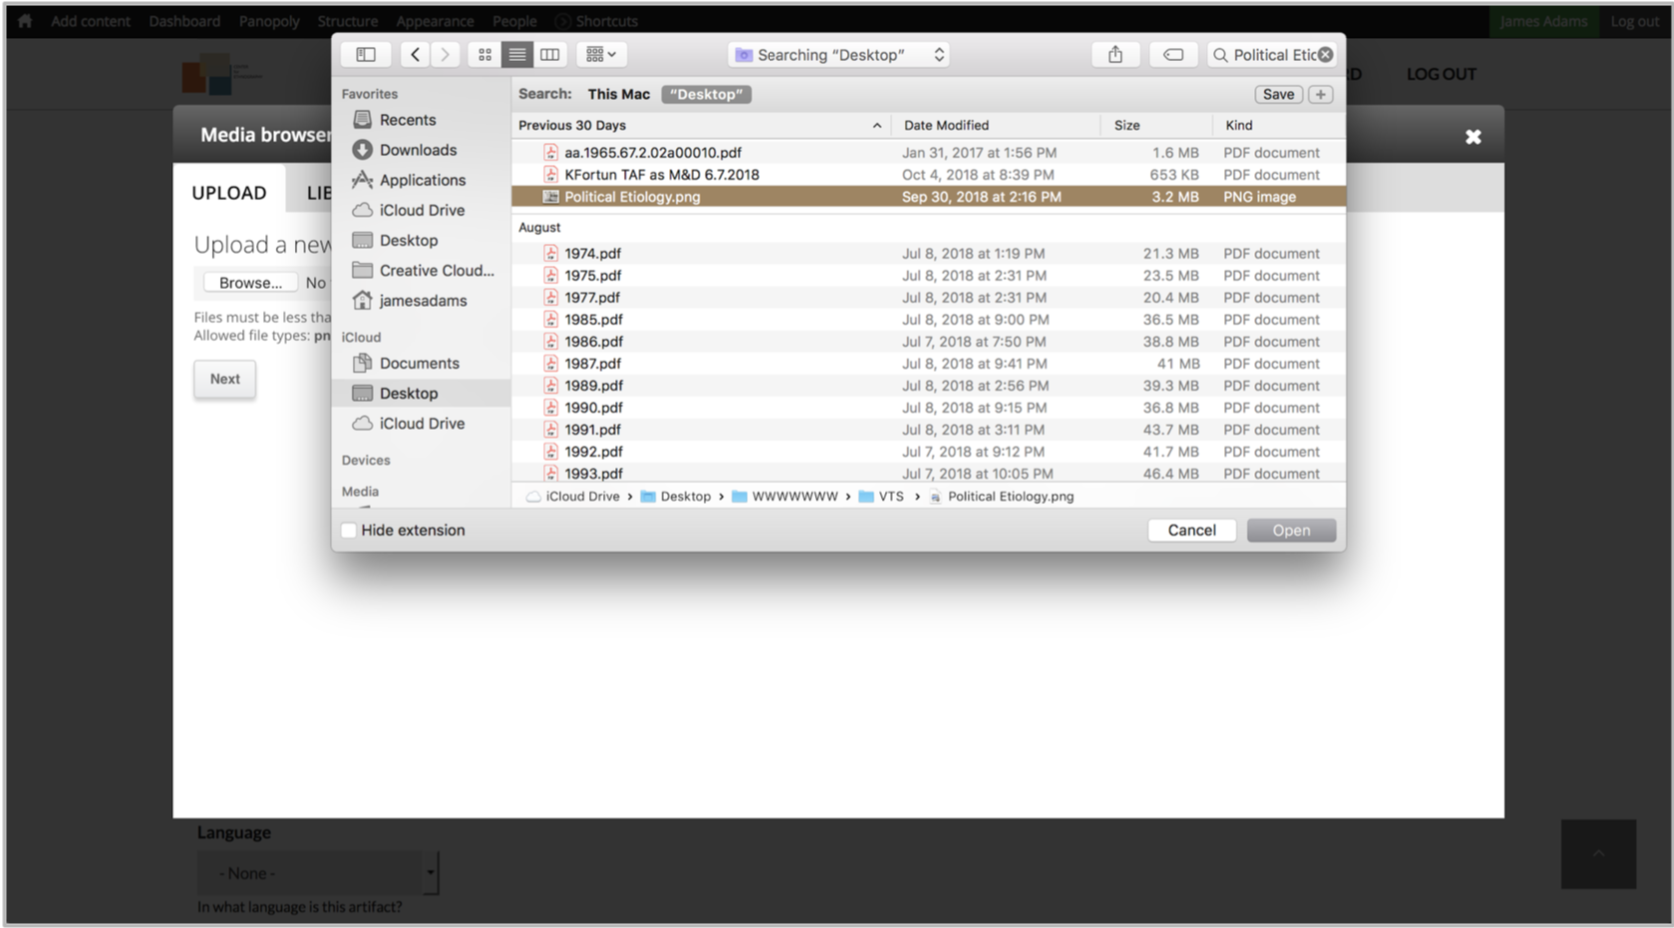 Add content Dashboard Panopoly Structure Appearance People Shortcuts James Adams Log out
LOG OUT
Searching "Desktop"
Political Etio
Media browser
UPLOAD
Upload a new
Browse... No
Files must be less tha
Allowed file types: pn
Next
Favorites
Recents
Downloads
Applications
iCloud Drive
Desktop
Creative Cloud...
jamesadams
iCloud
Documents
Desktop
iCloud Drive
Devices
Media
Search: This Mac "Desktop" Save +
Previous 30 Days Date Modified Size Kind
aa.1965.67.2.02a00010.pdf Jan 31, 2017 at 1:56 PM 1.6 MB PDF document
KFortun TAF as M&D 6.7.2018 Oct 4, 2018 at 8:39 PM 653 KB PDF document
Political Etiology.png Sep 30, 2018 at 2:16 PM 3.2 MB PNG image
August
1974.pdf Jul 8, 2018 at 1:19 PM 21.3 MB PDF document
1975.pdf Jul 8, 2018 at 2:31 PM 23.5 MB PDF document
1977.pdf Jul 8, 2018 at 2:31 PM 20.4 MB PDF document
1985.pdf Jul 8, 2018 at 9:00 PM 36.5 MB PDF document
1986.pdf Jul 7, 2018 at 7:50 PM 38.8 MB PDF document
1987.pdf Jul 8, 2018 at 9:41 PM 41 MB PDF document
1989.pdf Jul 8, 2018 at 2:56 PM 39.3 MB PDF document
1990.pdf Jul 8, 2018 at 9:15 PM 36.8 MB PDF document
1991.pdf Jul 8, 2018 at 3:11 PM 43.7 MB PDF document
1992.pdf Jul 7, 2018 at 9:12 PM 41.7 MB PDF document
1993.pdf Jul 7, 2018 at 10:05 PM 46.4 MB PDF document
iCloud Drive › Desktop › WWWWWWW › VTS › Political Etiology.png
Hide extension Cancel Open
Language
- None -
In what language is this artifact?